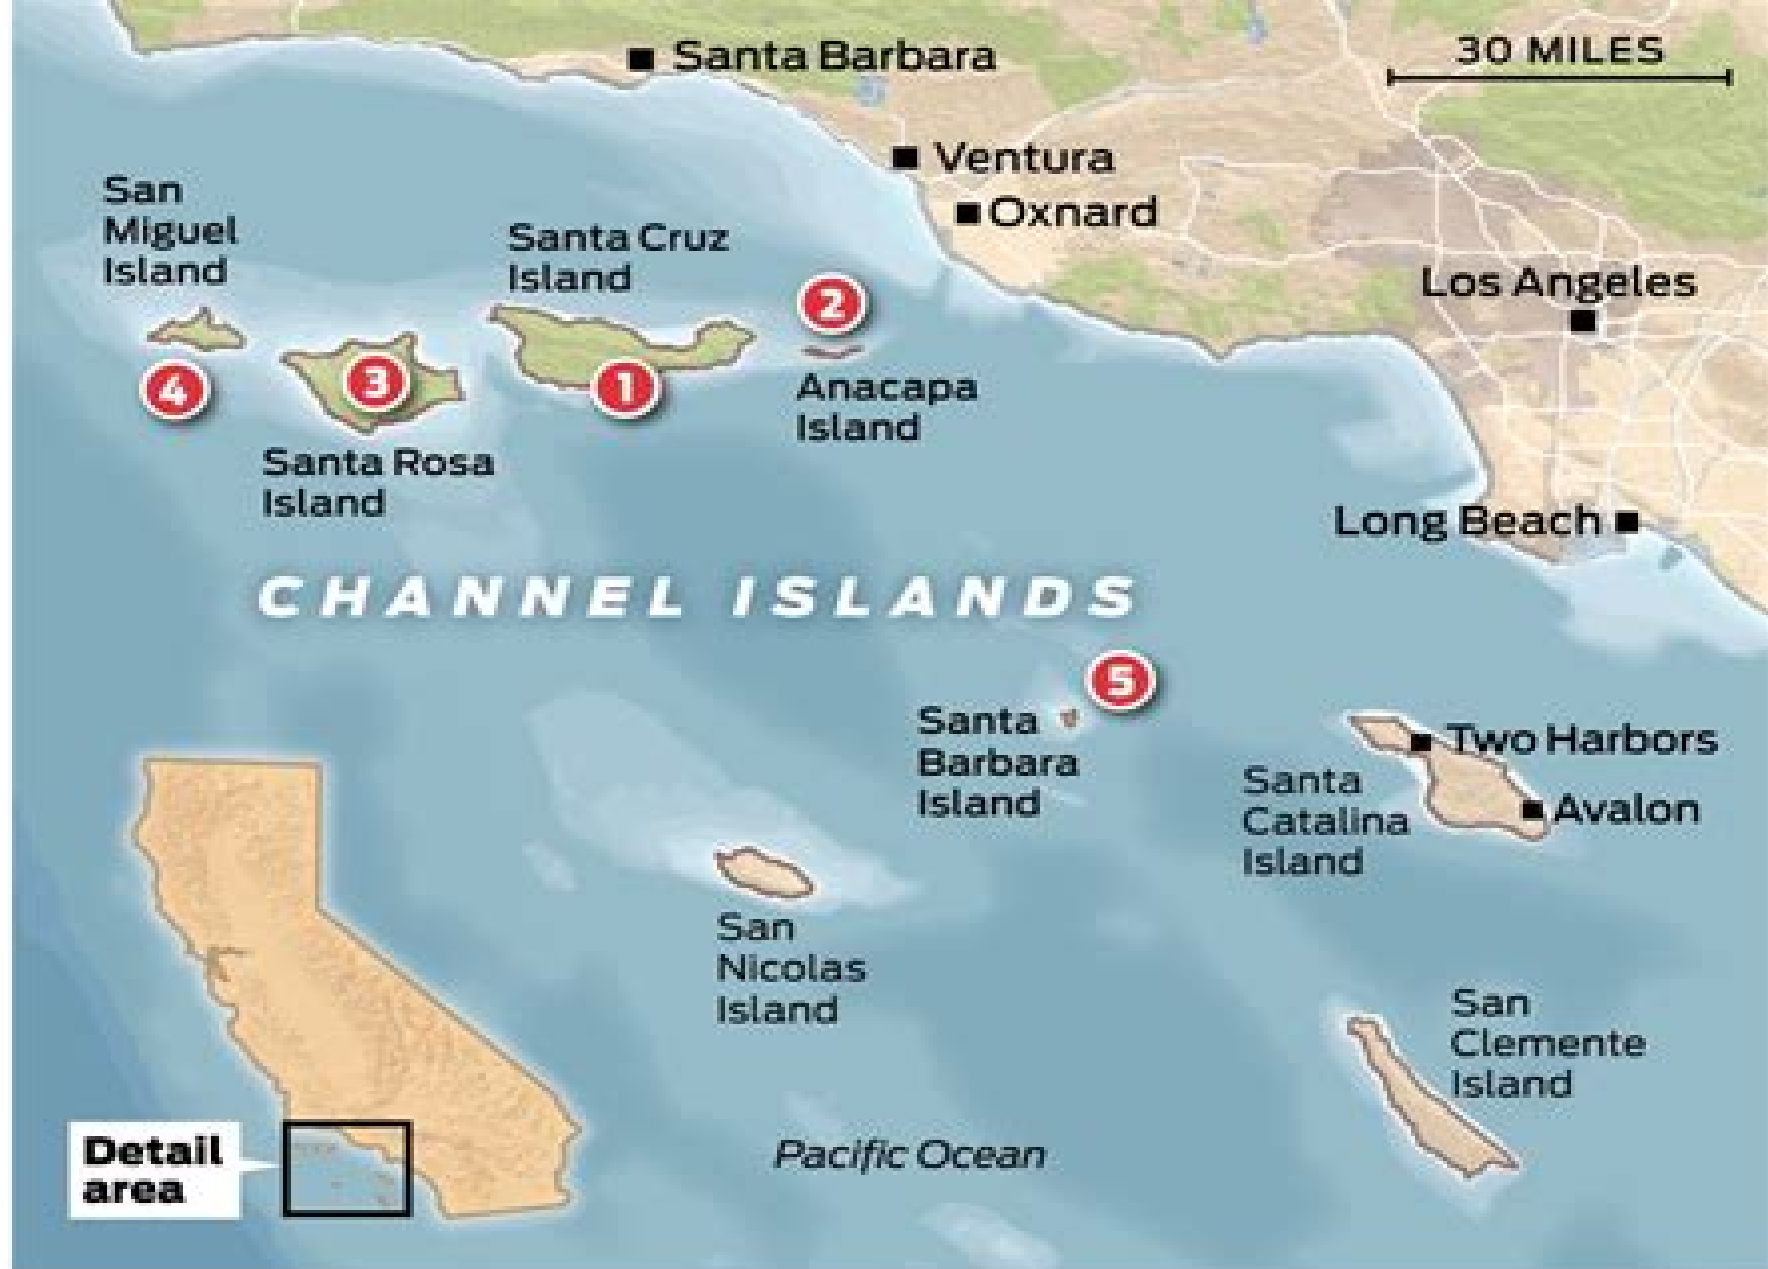 Santa Barbara
30 MILES
Ventura
Oxnard
San
Miguel
Island
Santa Cruz
Island
Los Angeles
2
4
3
1
Anacapa
Island
Santa Rosa
Island
Long Beach
CHANNEL ISLANDS
5
Santa
Barbara
Island
Two Harbors
Santa
Catalina
Island
Avalon
San
Nicolas
Island
San
Clemente
Island
Detail
area
Pacific Ocean